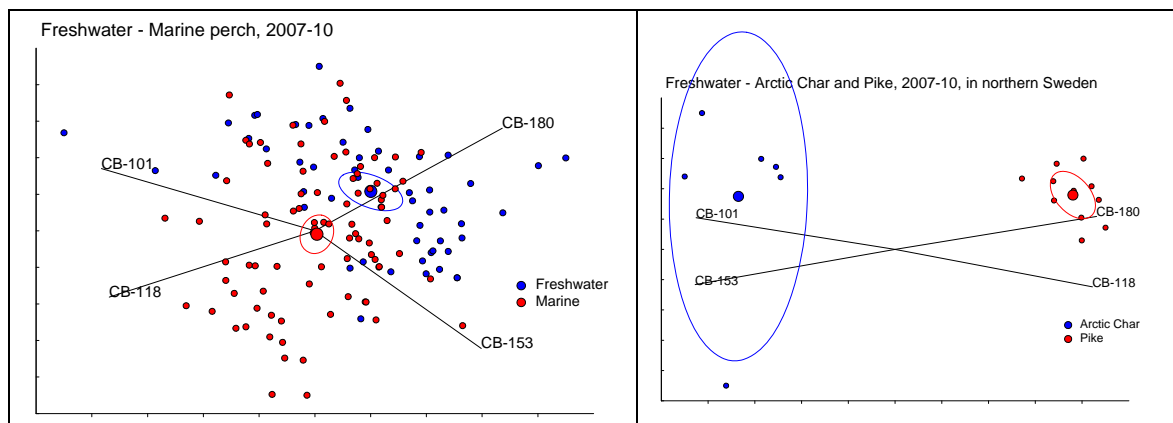 Freshwater - Marine perch, 2007-10
CB-180
CB-101
CB-118
CB-153
Freshwater
Marine
Freshwater - Arctic Char and Pike, 2007-10, in northern Sweden
CB-101
CB-180
CB-153
CB-118
Arctic Char
Pike